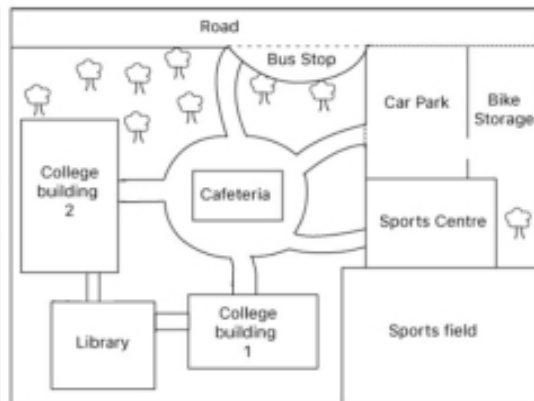 Road
Bus Stop
Car Park
Bike
Storage
College
building
2
Cafeteria
Sports Centre
College
building
1
Library
Sports field